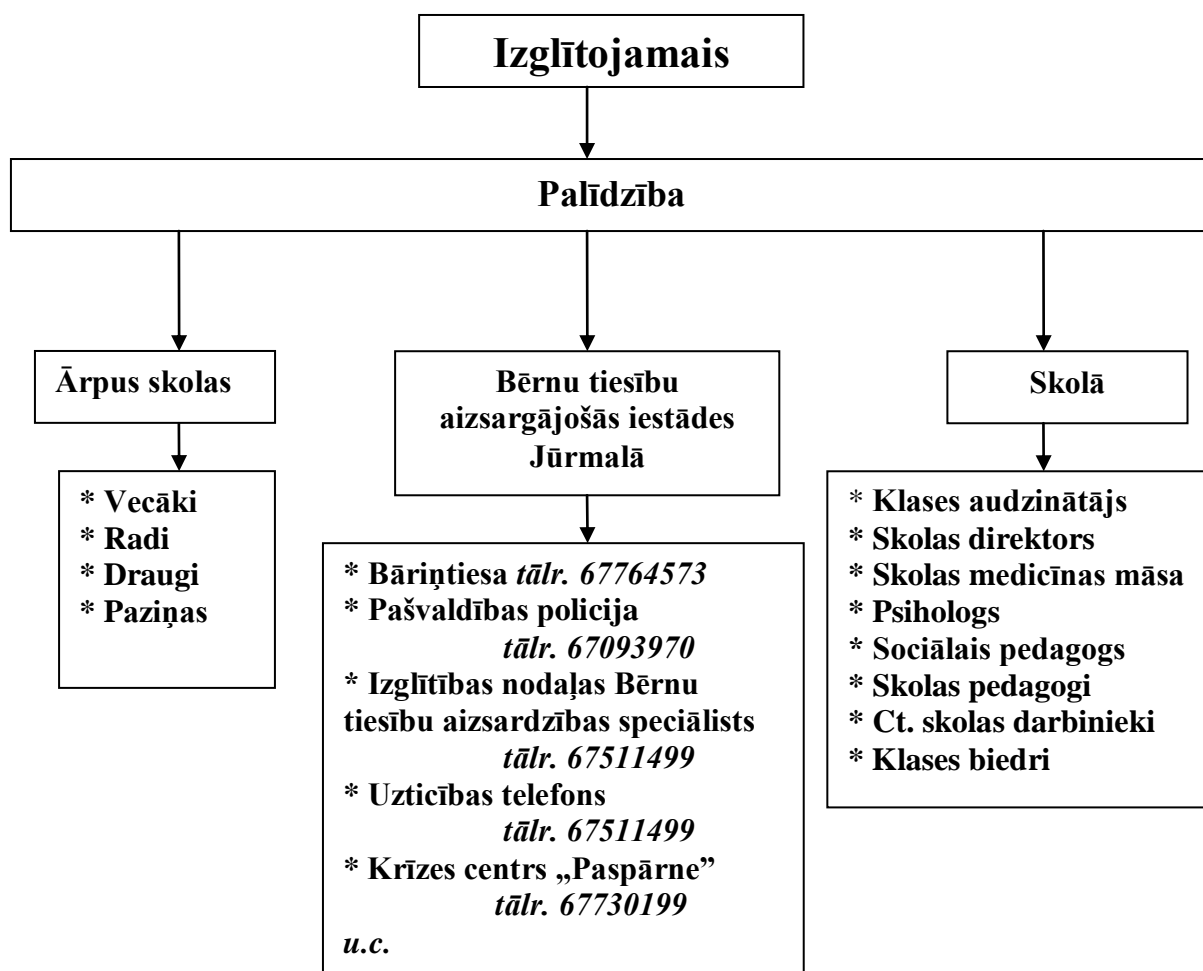 Izglītojamais
Palīdzība
Ārpus skolas
* Vecāki
* Radi
* Draugi
* Paziņas
Bērnu tiesību
aizsargājošās iestādes
Jūrmalā
* Bāriņtiesa tālr. 67764573
* Pašvaldības policija
tālr. 67093970
* Izglītības nodaļas Bērnu
tiesību aizsardzības speciālists
tālr. 67511499
* Uzticības telefons
tālr. 67511499
* Krīzes centrs „Paspārne”
tālr. 67730199
u.c.
Skolā
* Klases audzinātājs
* Skolas direktors
* Skolas medicīnas māsa
* Psihologs
* Sociālais pedagogs
* Skolas pedagogi
* Ct. skolas darbinieki
* Klases biedri